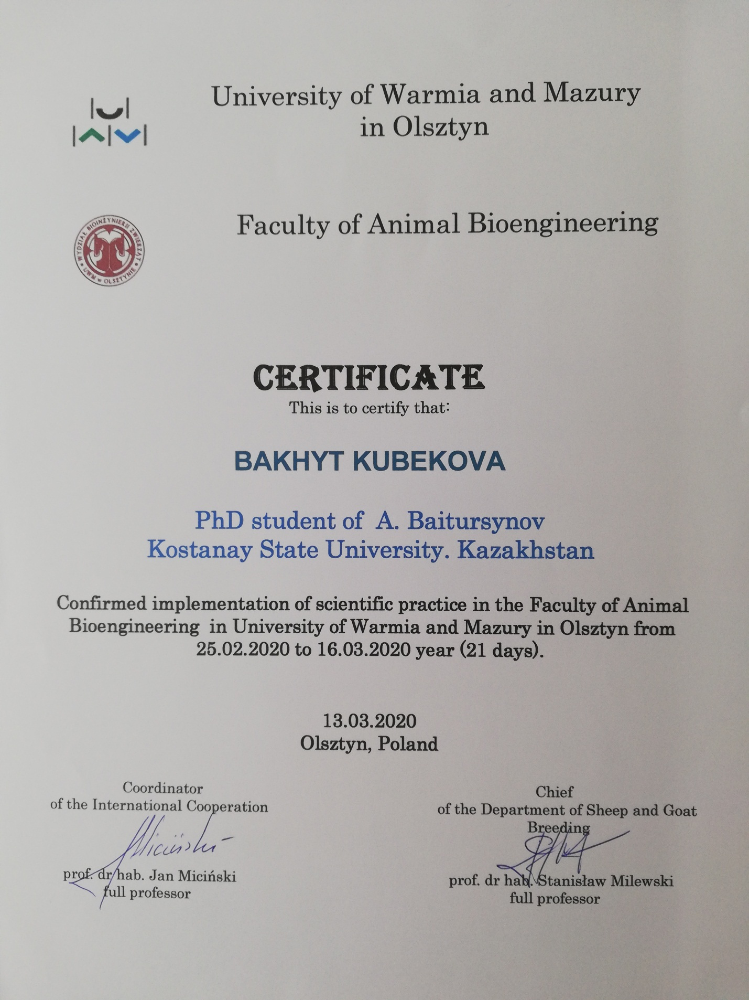 University of Warmia and Mazury
in Olsztyn
WYDZIAŁ BIOINŻYNIERII ZWIERZĄT
UWM w OLSZTYNIE
Faculty of Animal Bioengineering
CERTIFICATE
This is to certify that:
BAKHYT KUBEKOVA
PhD student of A. Baitursynov
Kostanay State University. Kazakhstan
Confirmed implementation of scientific practice in the Faculty of Animal
Bioengineering in University of Warmia and Mazury in Olsztyn from
25.02.2020 to 16.03.2020 year (21 days).
13.03.2020
Olsztyn, Poland
Coordinator
of the International Cooperation
Miciński
prof. dr hab. Jan Miciński
full professor
Chief
of the Department of Sheep and Goat
Breeding
prof. dr hab. Stanisław Milewski
full professor